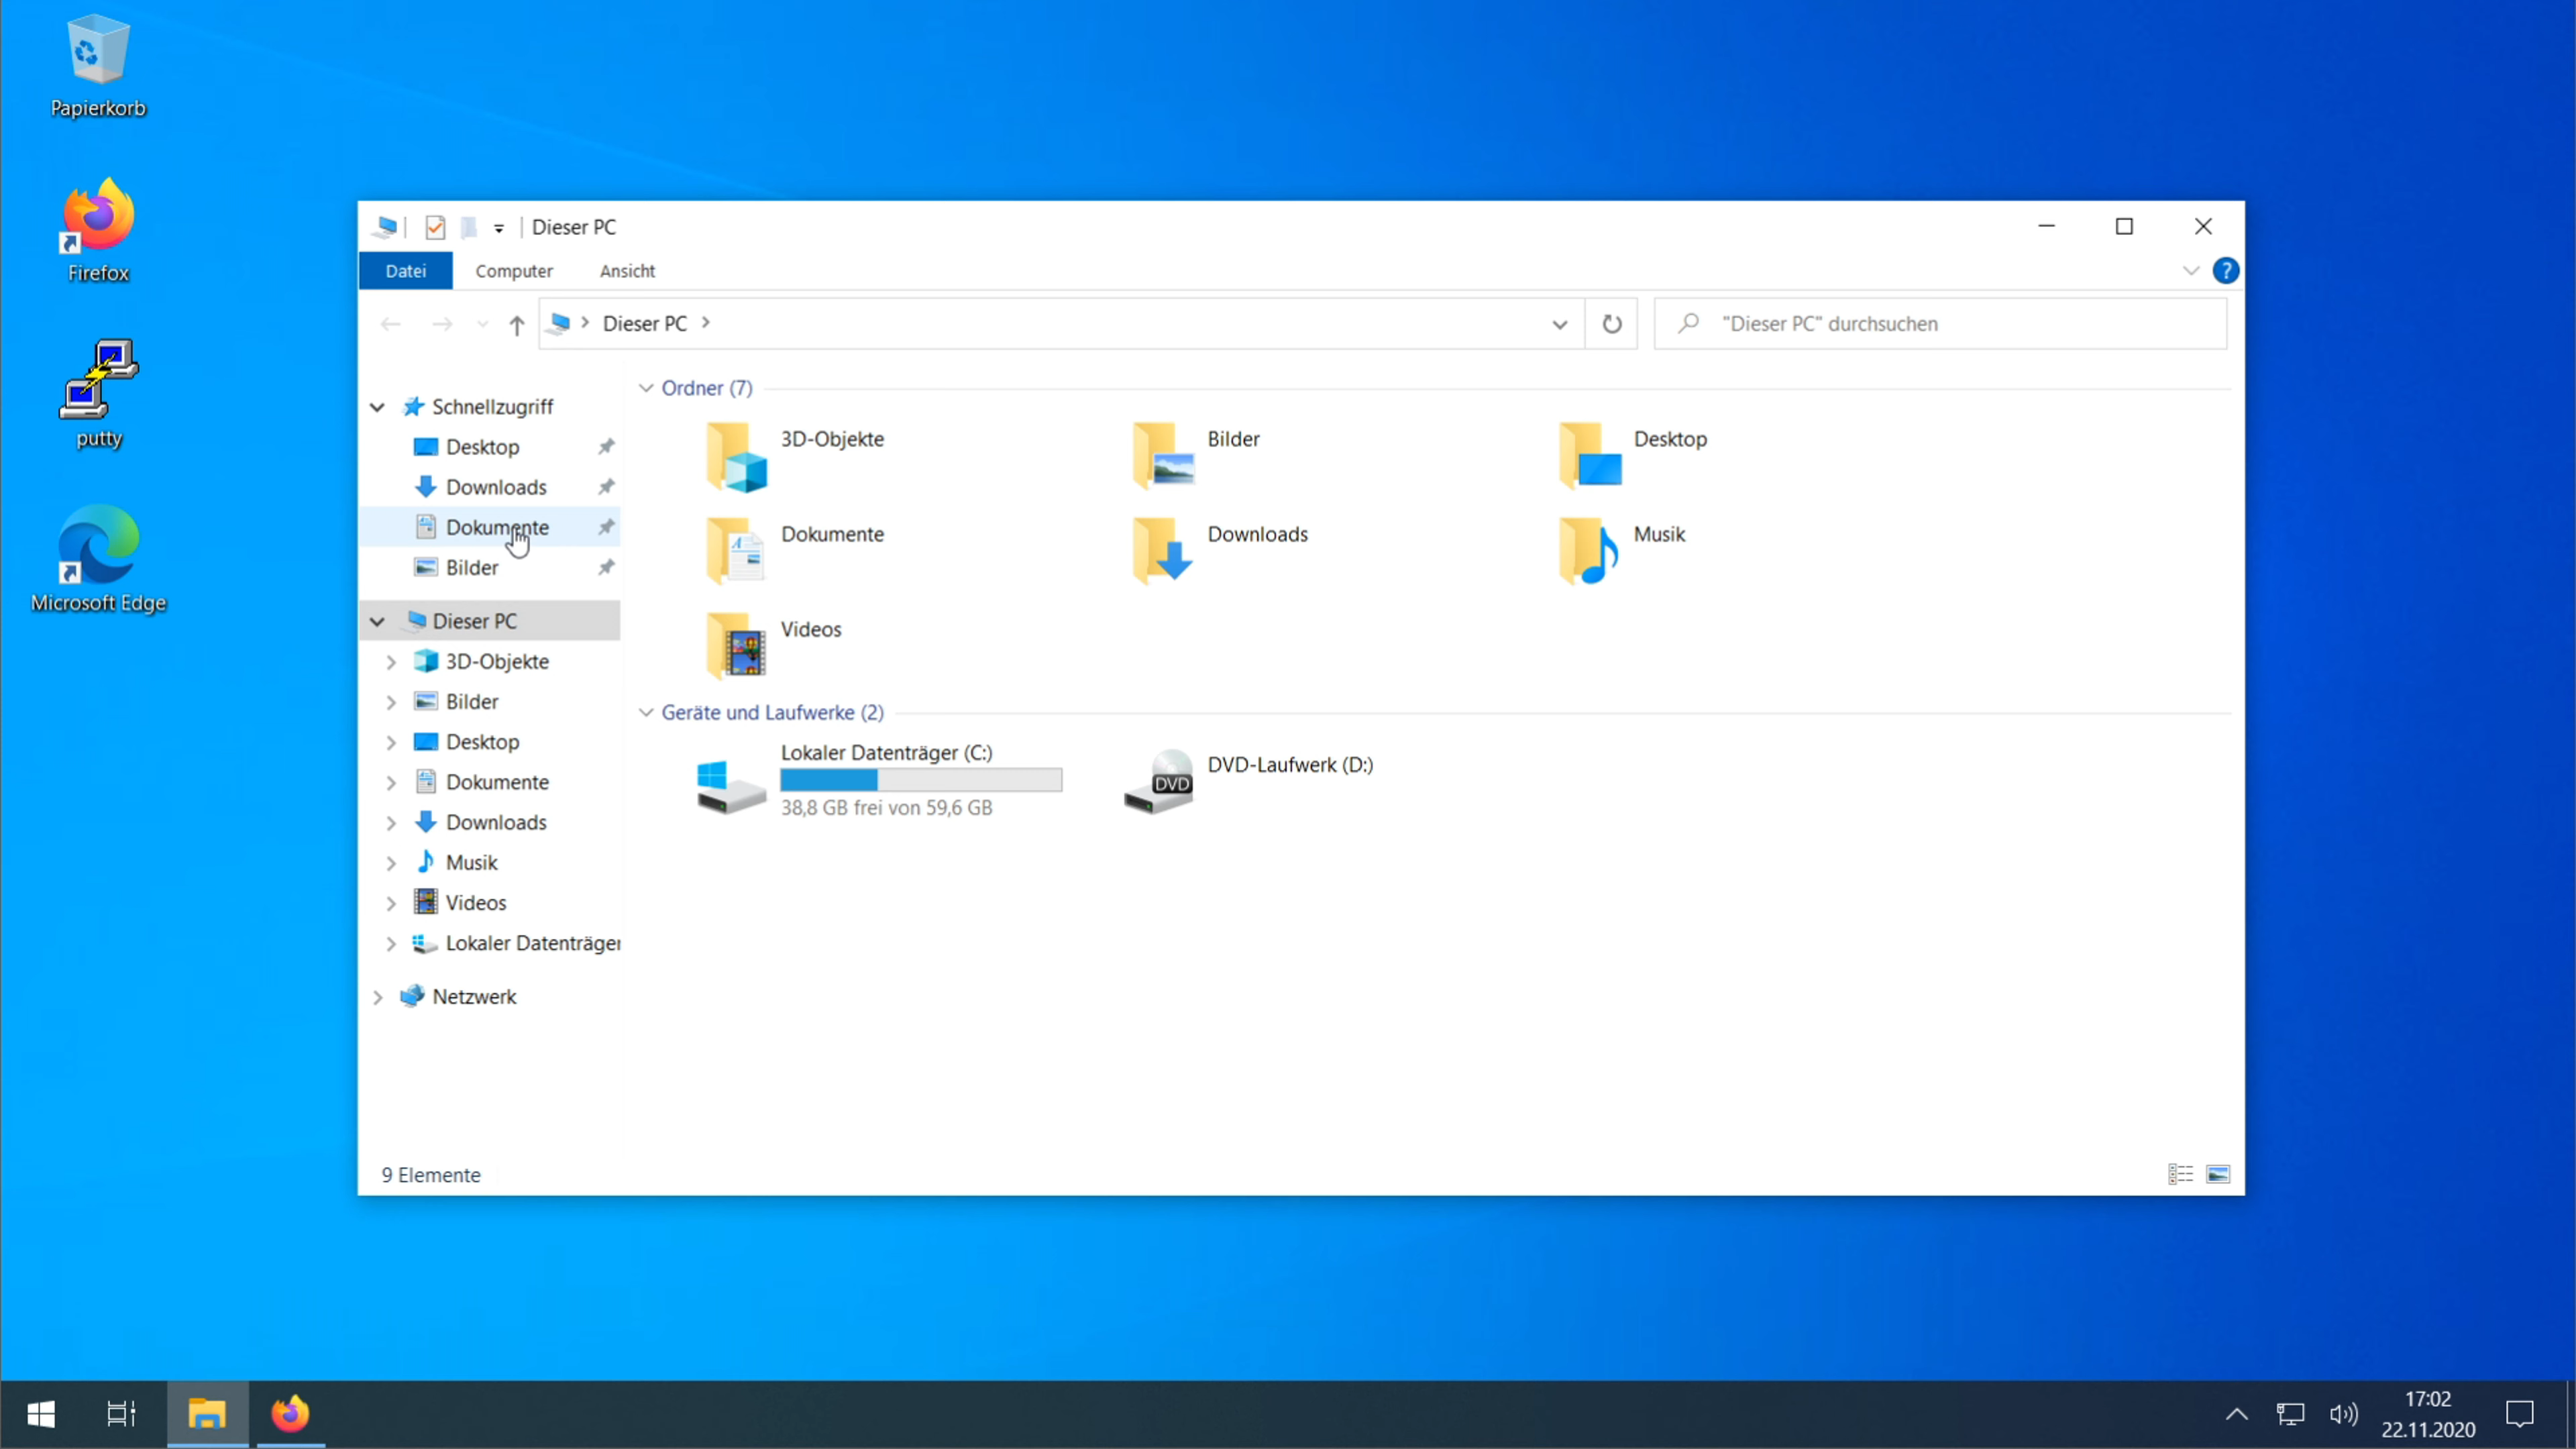 Papierkorb
Firefox
putty
Microsoft Edge
Dieser PC
Datei Computer Ansicht ?
Dieser PC
"Dieser PC" durchsuchen
Schnellzugriff
Desktop
Downloads
Dokumente
Bilder
Dieser PC
3D-Objekte
Bilder
Desktop
Dokumente
Downloads
Musik
Videos
Lokaler Datenträger
Netzwerk
Ordner (7)
3D-Objekte Bilder Desktop
Dokumente Downloads Musik
Videos
Geräte und Laufwerke (2)
Lokaler Datenträger (C:)
38,8 GB frei von 59,6 GB
DVD
DVD-Laufwerk (D:)
9 Elemente
17:02
22.11.2020